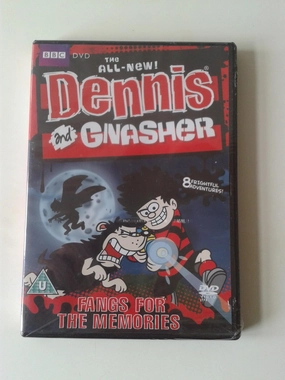 BBC DVD
THE
ALL-NEW!
Dennis
and GNASHER
8 FRIGHTFUL
ADVENTURES!
U
DVD
FANGS FOR
THE MEMORIES